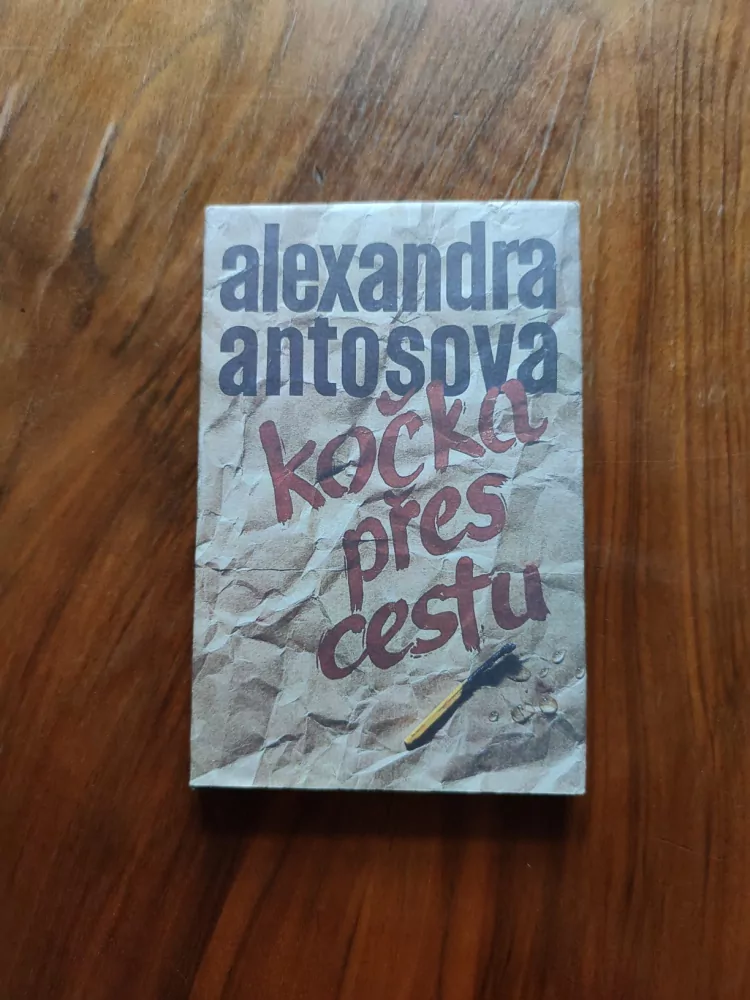 alexandra
antosova
kočka
přes
cestu